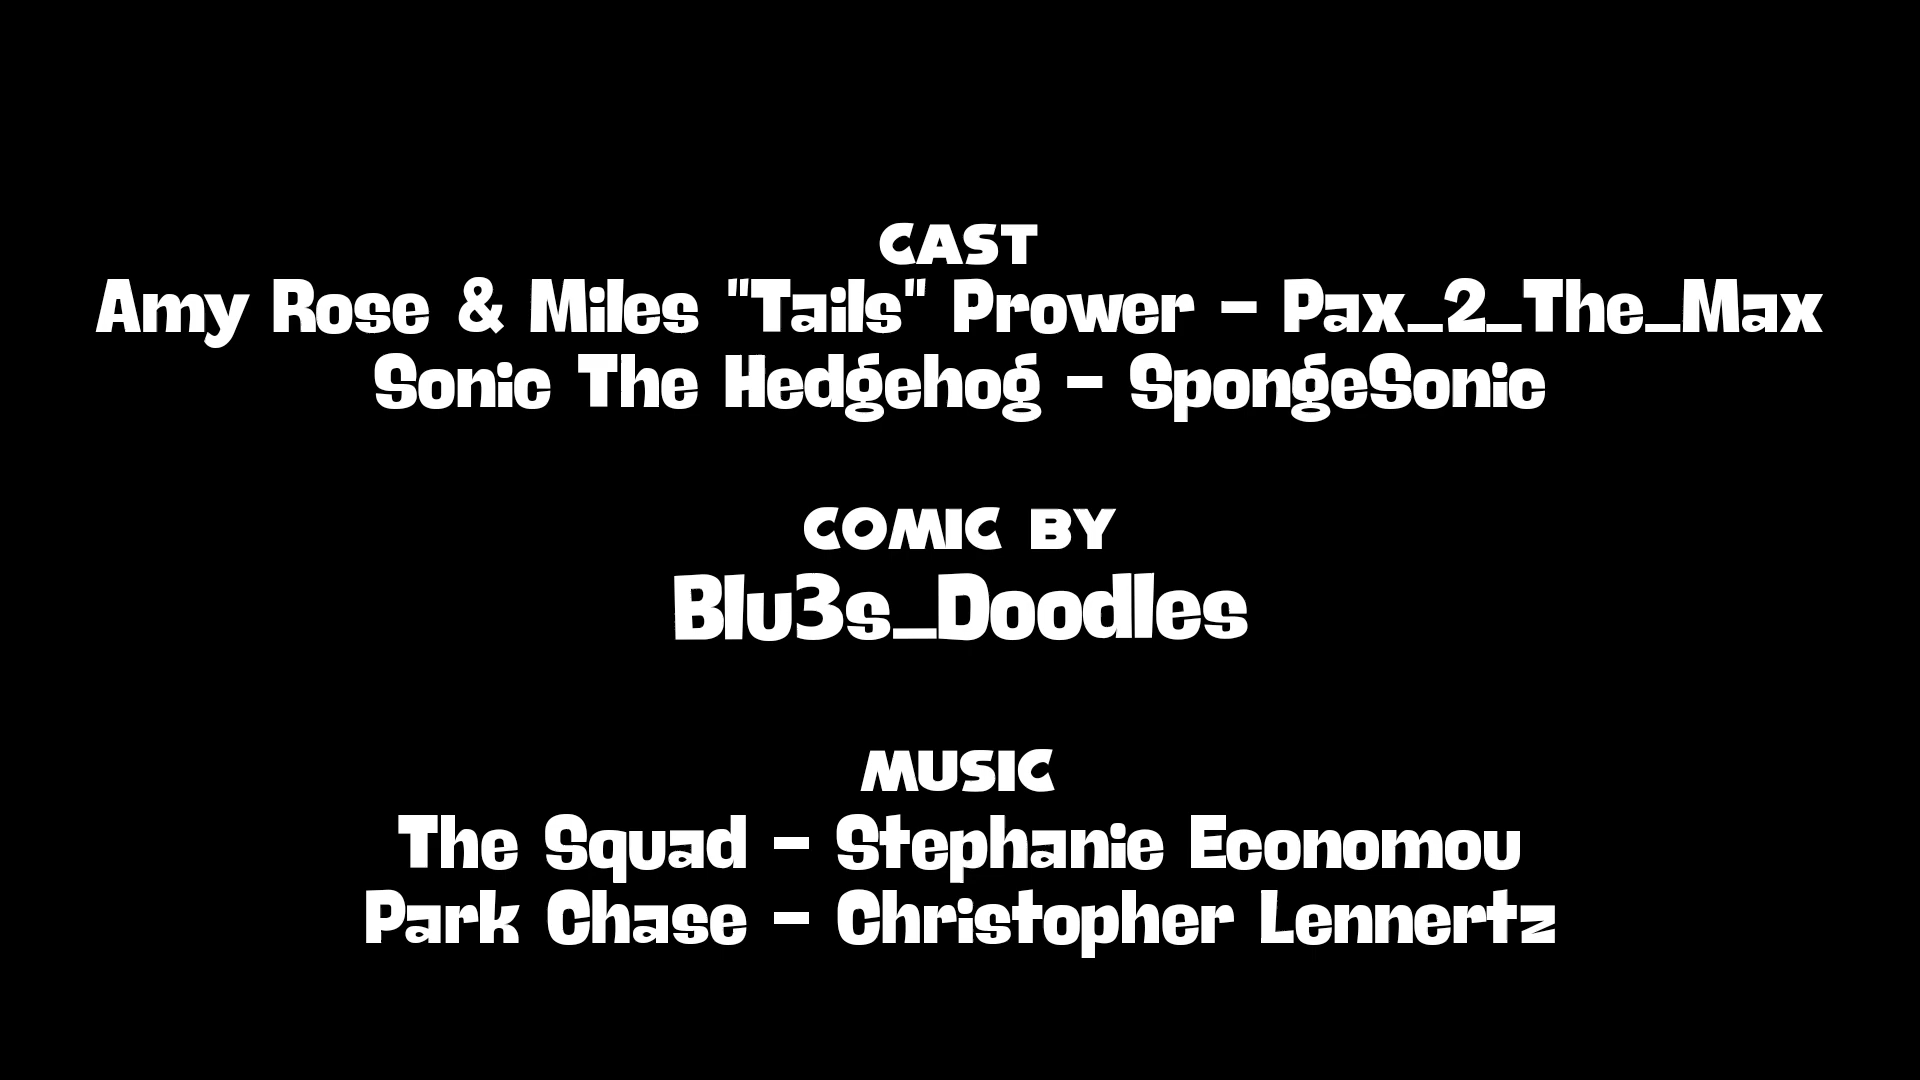 CAST
Amy Rose & Miles "Tails" Prower - Pax_2_The_Max
Sonic The Hedgehog - SpongeSonic
COMIC BY
Blu3s_Doodles
MUSIC
The Squad - Stephanie Economou
Park Chase - Christopher Lennertz